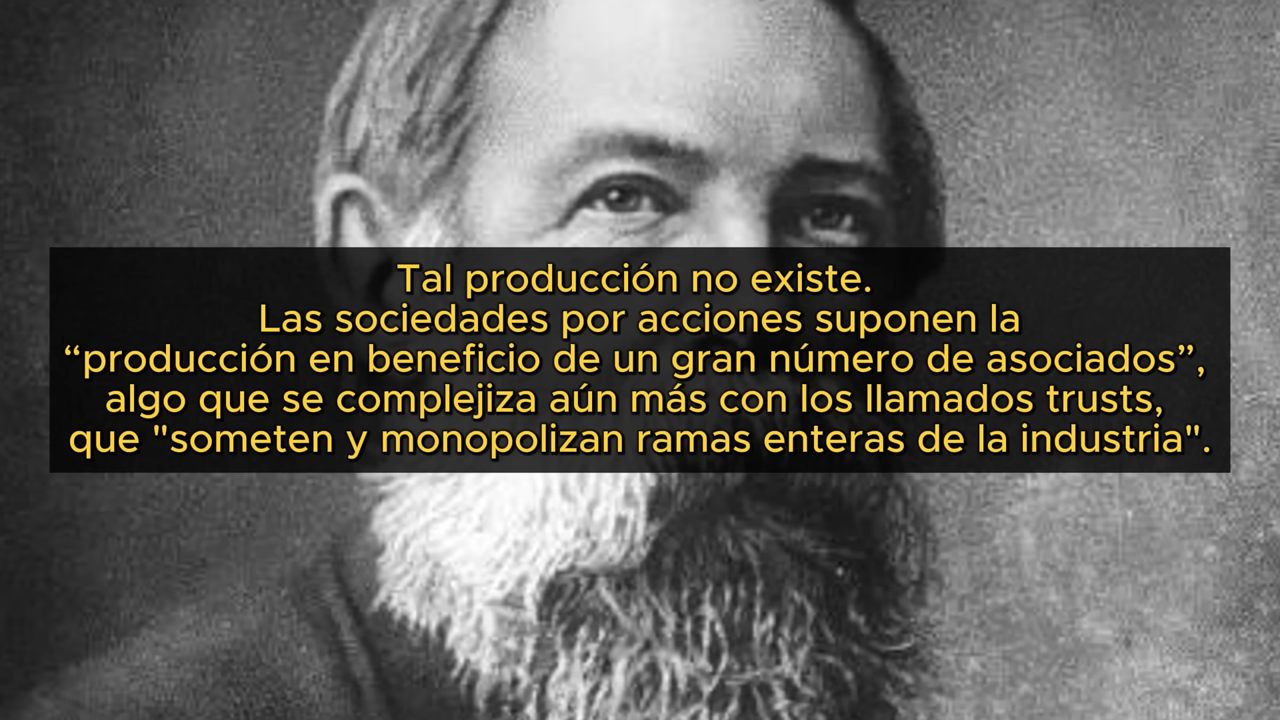 Tal producción no existe.
Las sociedades por acciones suponen la
“producción en beneficio de un gran número de asociados”,
algo que se complejiza aún más con los llamados trusts,
que "someten y monopolizan ramas enteras de la industria".